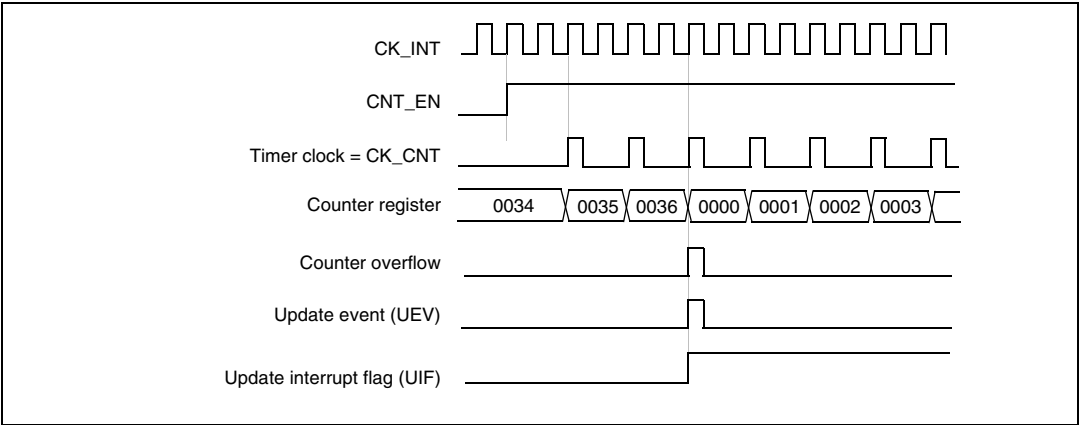 CK_INT
CNT_EN
Timer clock = CK_CNT
Counter register 0034 0035 0036 0000 0001 0002 0003
Counter overflow
Update event (UEV)
Update interrupt flag (UIF)